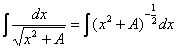 ∫ dx / √(x² + A) = ∫ (x² + A)^(-1/2) dx